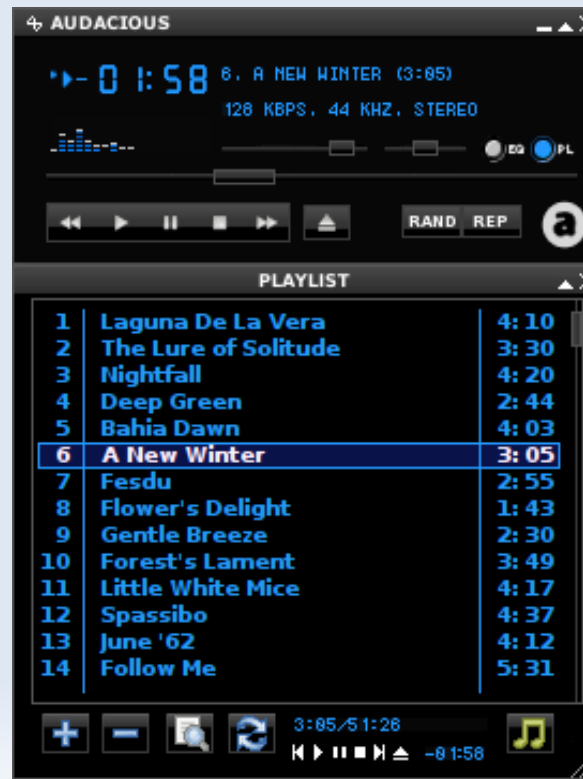 AUDACIOUS
-01:58
6. A NEW WINTER (3:05)
128 KBPS, 44 KHZ, STEREO
EQ PL
RAND REP
a
PLAYLIST
1 Laguna De La Vera 4:10
2 The Lure of Solitude 3:30
3 Nightfall 4:20
4 Deep Green 2:44
5 Bahia Dawn 4:03
6 A New Winter 3:05
7 Fesdu 2:55
8 Flower's Delight 1:43
9 Gentle Breeze 2:30
10 Forest's Lament 3:49
11 Little White Mice 4:17
12 Spassibo 4:37
13 June '62 4:12
14 Follow Me 5:31
3:05/51:26
-01:58